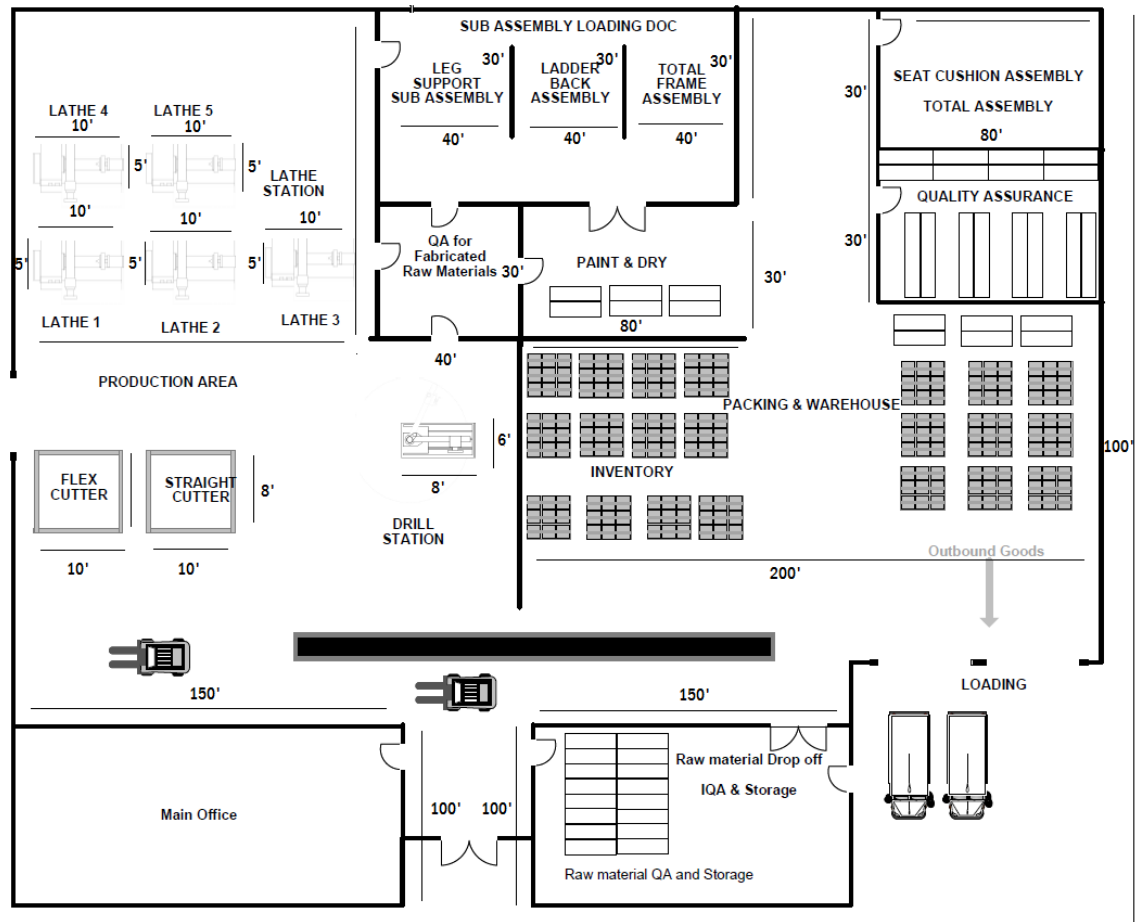 SUB ASSEMBLY LOADING DOC
30'
30'
30'
LEG
SUPPORT
SUB ASSEMBLY
LADDER
BACK
ASSEMBLY
TOTAL
FRAME
ASSEMBLY
40'
40'
40'
SEAT CUSHION ASSEMBLY
TOTAL ASSEMBLY
30'
80'
LATHE 4
10'
LATHE 5
10'
5'
5'
LATHE
STATION
10'
10'
10'
5'
5'
5'
LATHE 1
LATHE 2
LATHE 3
QUALITY ASSURANCE
30'
QA for
Fabricated
Raw Materials
30'
PAINT & DRY
30'
80'
40'
PRODUCTION AREA
PACKING & WAREHOUSE
100'
6'
8'
INVENTORY
FLEX
CUTTER
STRAIGHT
CUTTER
8'
DRILL
STATION
10'
10'
Outbound Goods
200'
150'
150'
LOADING
Raw material Drop off
IQA & Storage
Main Office
100'
100'
Raw material QA and Storage